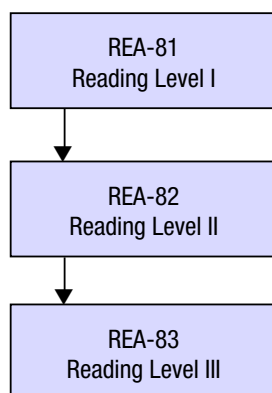 REA-81
Reading Level I
REA-82
Reading Level II
REA-83
Reading Level III